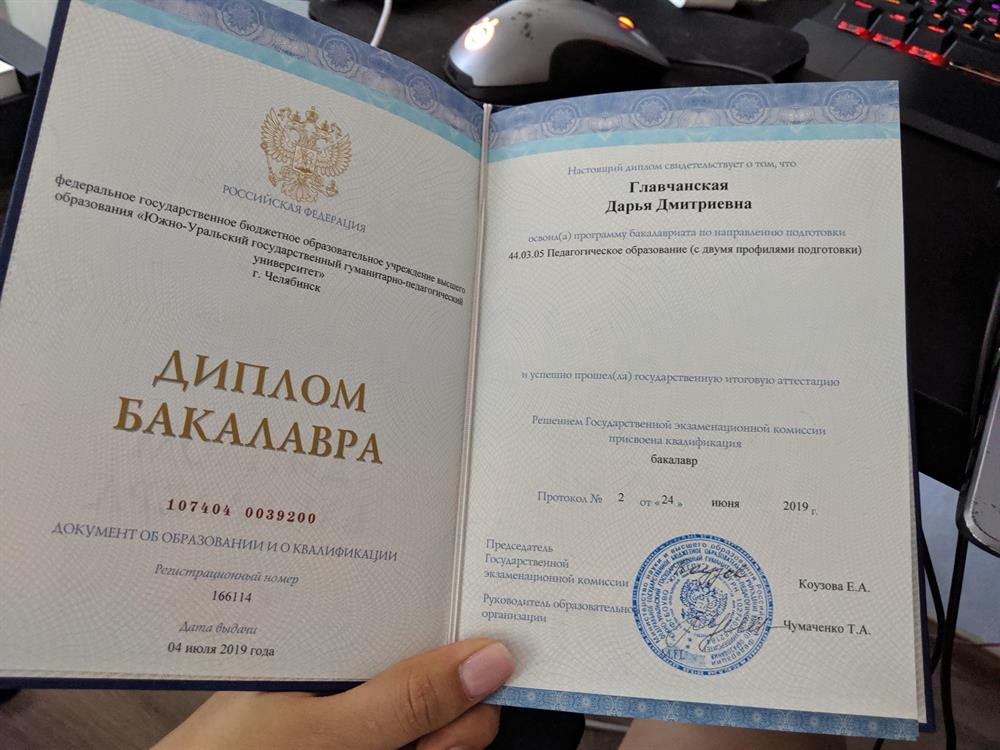 РОССИЙСКАЯ ФЕДЕРАЦИЯ
федеральное государственное бюджетное образовательное учреждение высшего
образования «Южно-Уральский государственный гуманитарно-педагогический
университет»
г. Челябинск
ДИПЛОМ
БАКАЛАВРА
107404 0039200
ДОКУМЕНТ ОБ ОБРАЗОВАНИИ И О КВАЛИФИКАЦИИ
Регистрационный номер
166114
Дата выдачи
04 июля 2019 года
Настоящий диплом свидетельствует о том, что
Главчанская
Дарья Дмитриевна
освоил(а) программу бакалавриата по направлению подготовки
44.03.05 Педагогическое образование (с двумя профилями подготовки)
и успешно прошел(ла) государственную итоговую аттестацию
Решением Государственной экзаменационной комиссии
присвоена квалификация
бакалавр
Протокол № 2 от « 24 » июня 2019 г.
Председатель
Государственной
экзаменационной комиссии
Коузова Е.А.
Руководитель образовательно
организации
Чумаченко Т.А.